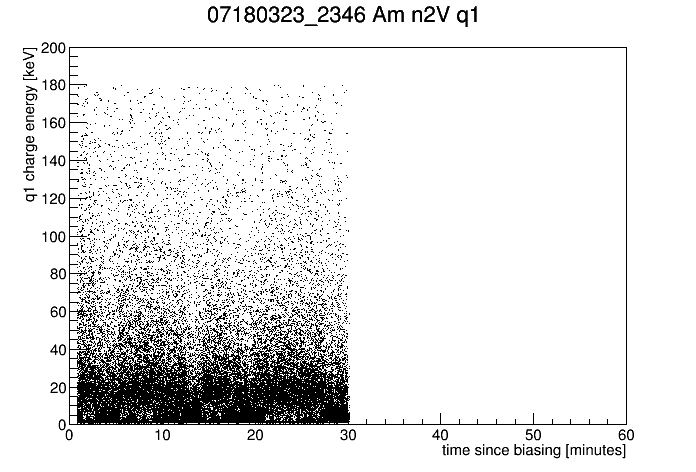 07180323_2346 Am n2V q1
q1 charge energy [keV]
200
180
160
140
120
100
80
60
40
20
0
0 10 20 30 40 50 60
time since biasing [minutes]